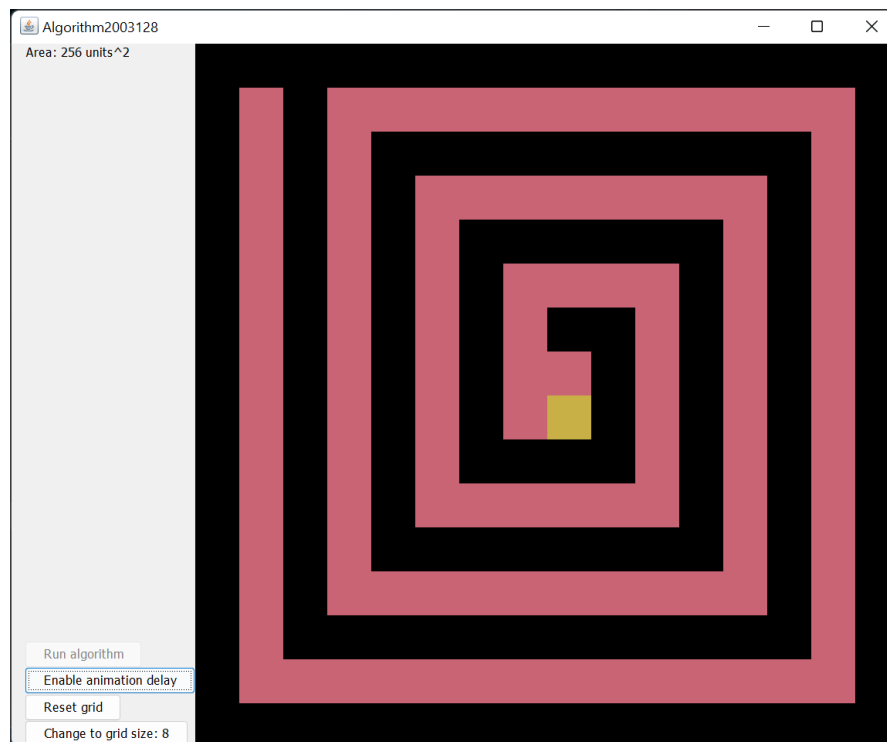 Algorithm2003128
Area: 256 units^2
Run algorithm
Enable animation delay
Reset grid
Change to grid size: 8